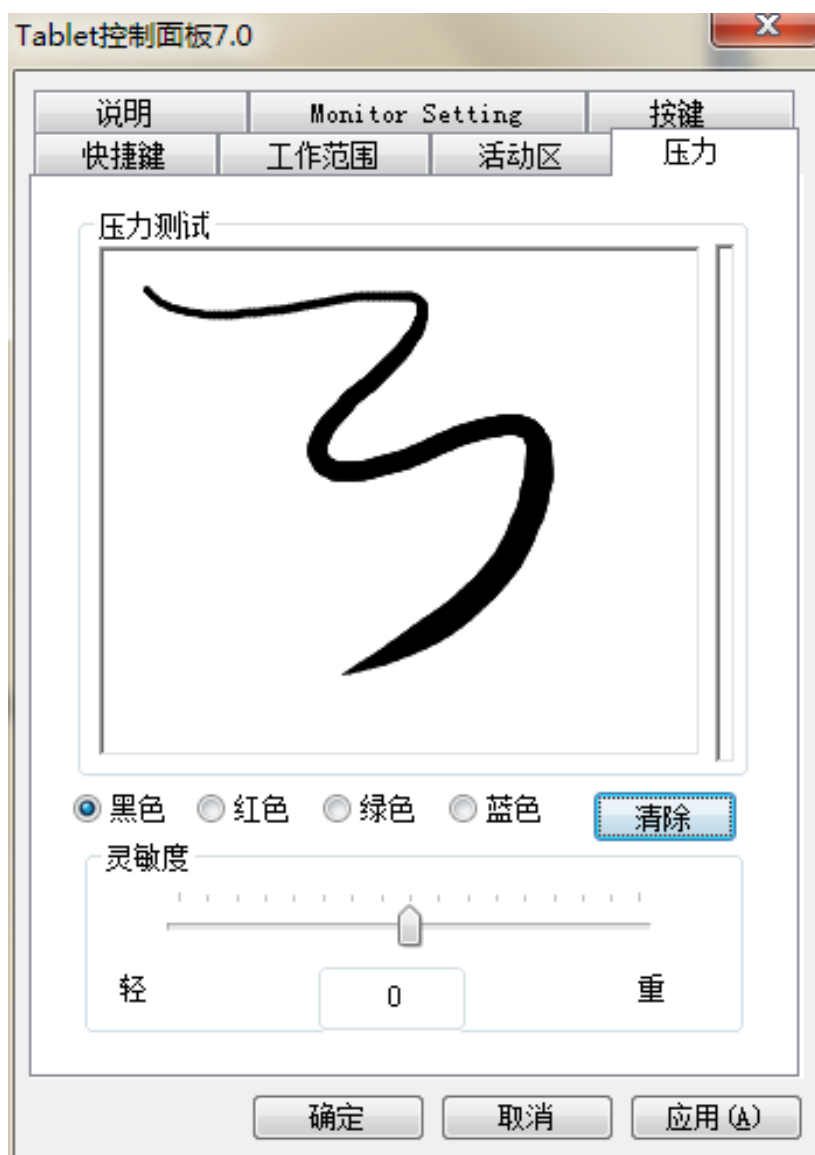 Tablet控制面板7.0
说明 Monitor Setting 按键
快捷鍵 工作范围 活动区 压力
压力测试
黑色 红色 绿色 蓝色 清除
灵敏度
轻 0 重
确定 取消 应用(A)